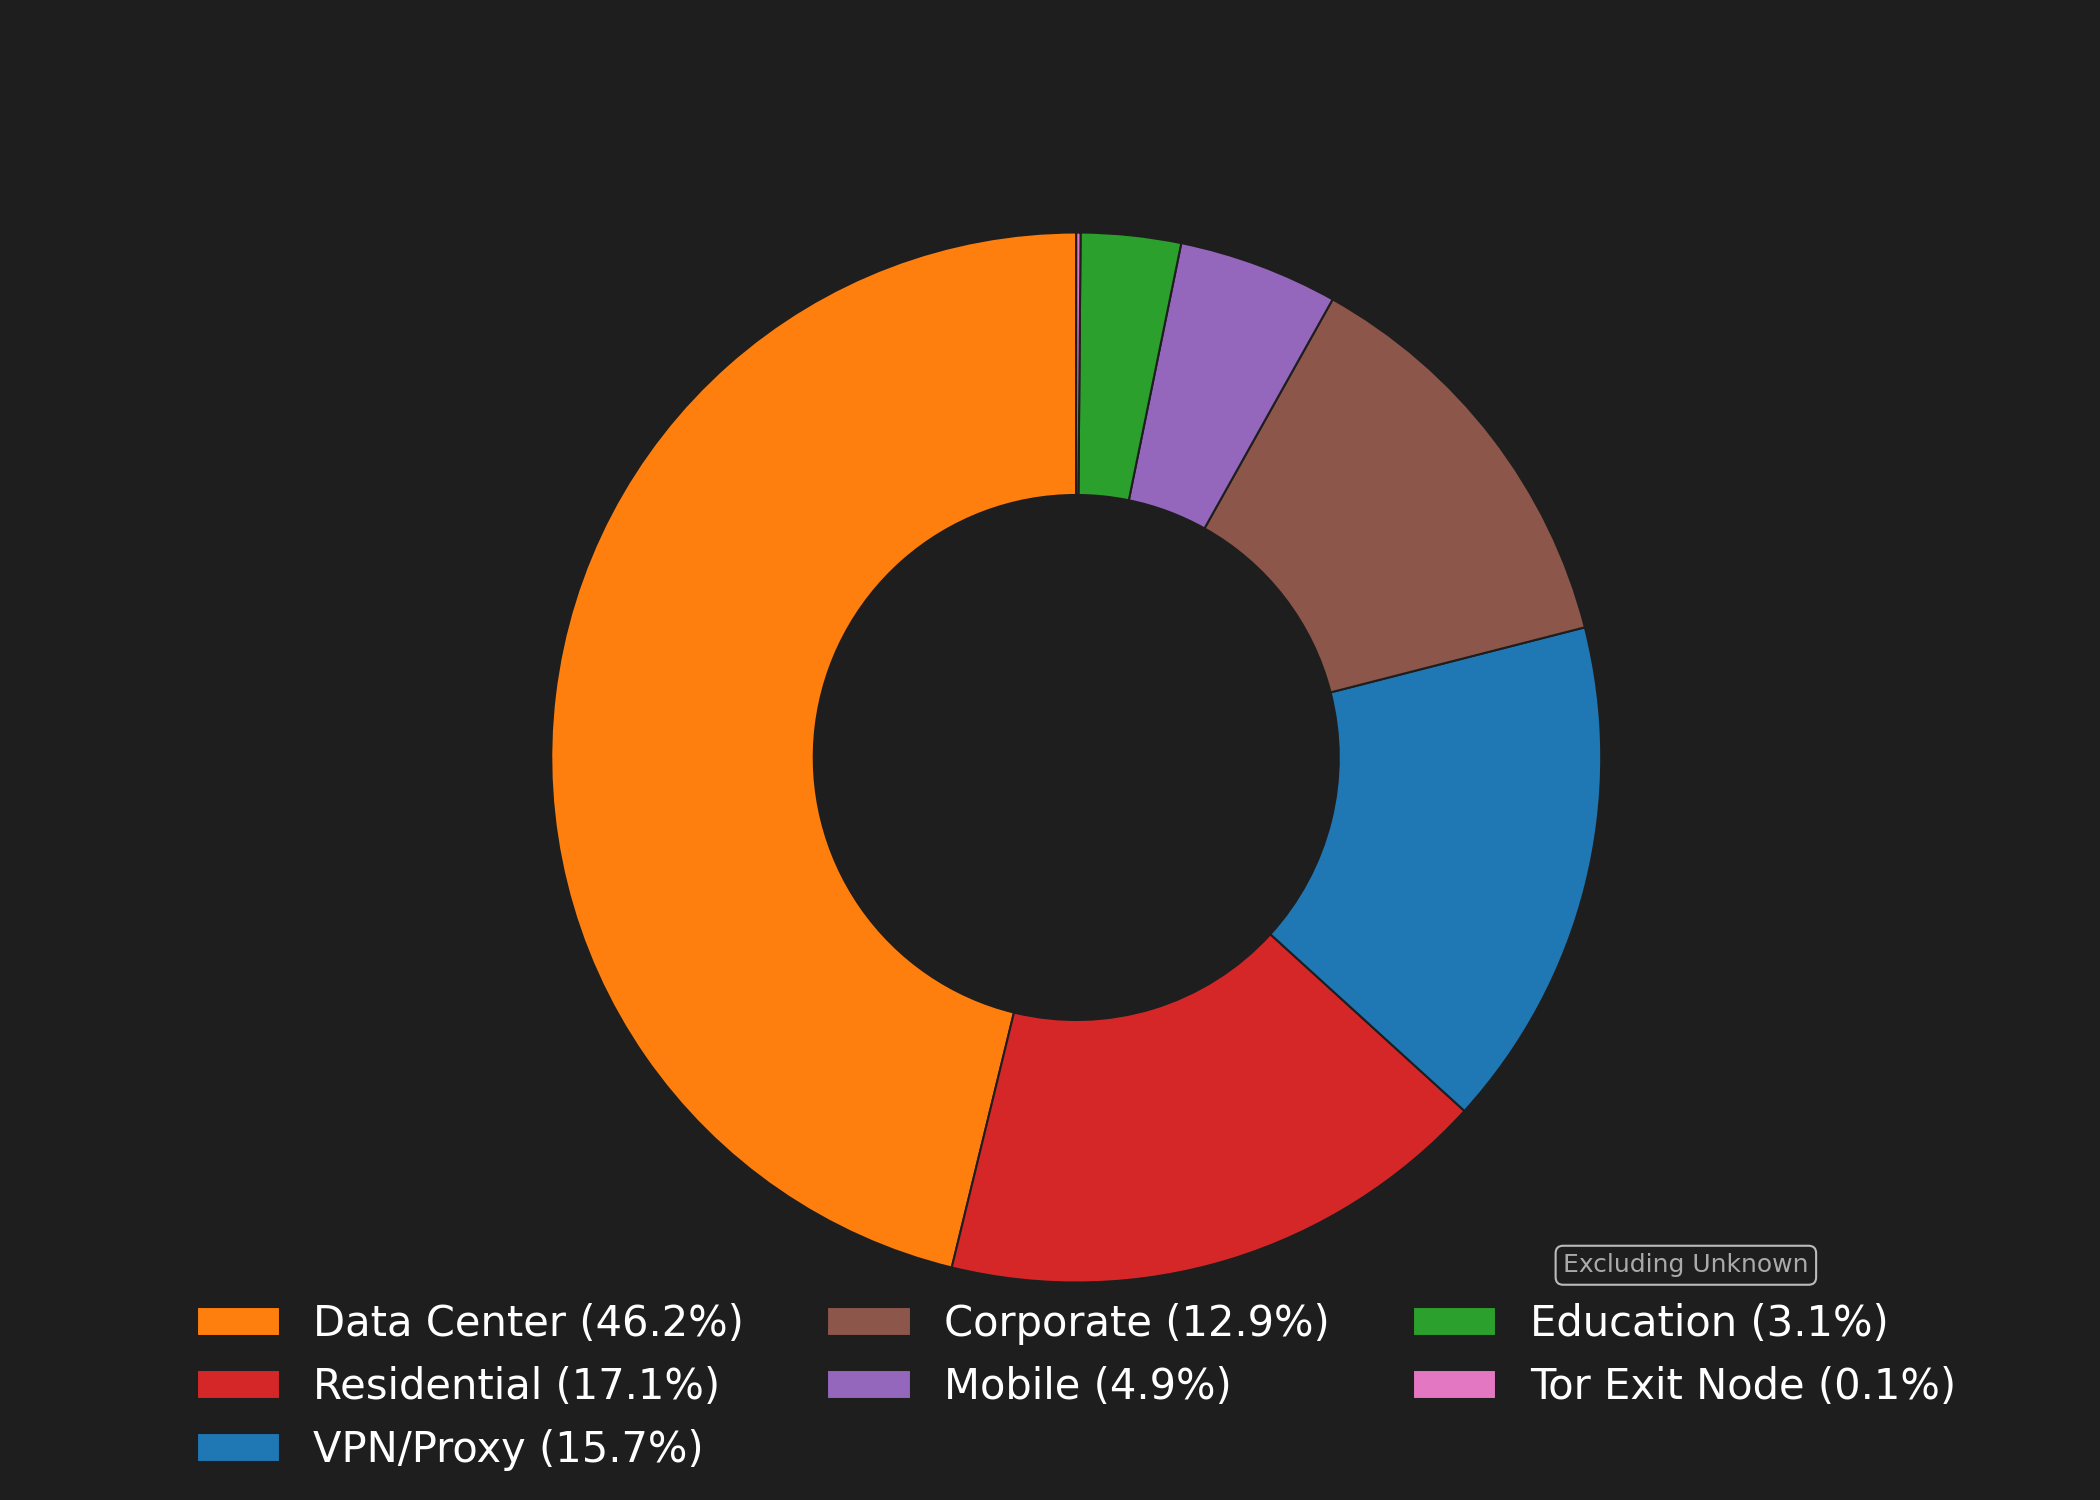 Excluding Unknown
Data Center (46.2%)
Residential (17.1%)
VPN/Proxy (15.7%)
Corporate (12.9%)
Mobile (4.9%)
Education (3.1%)
Tor Exit Node (0.1%)